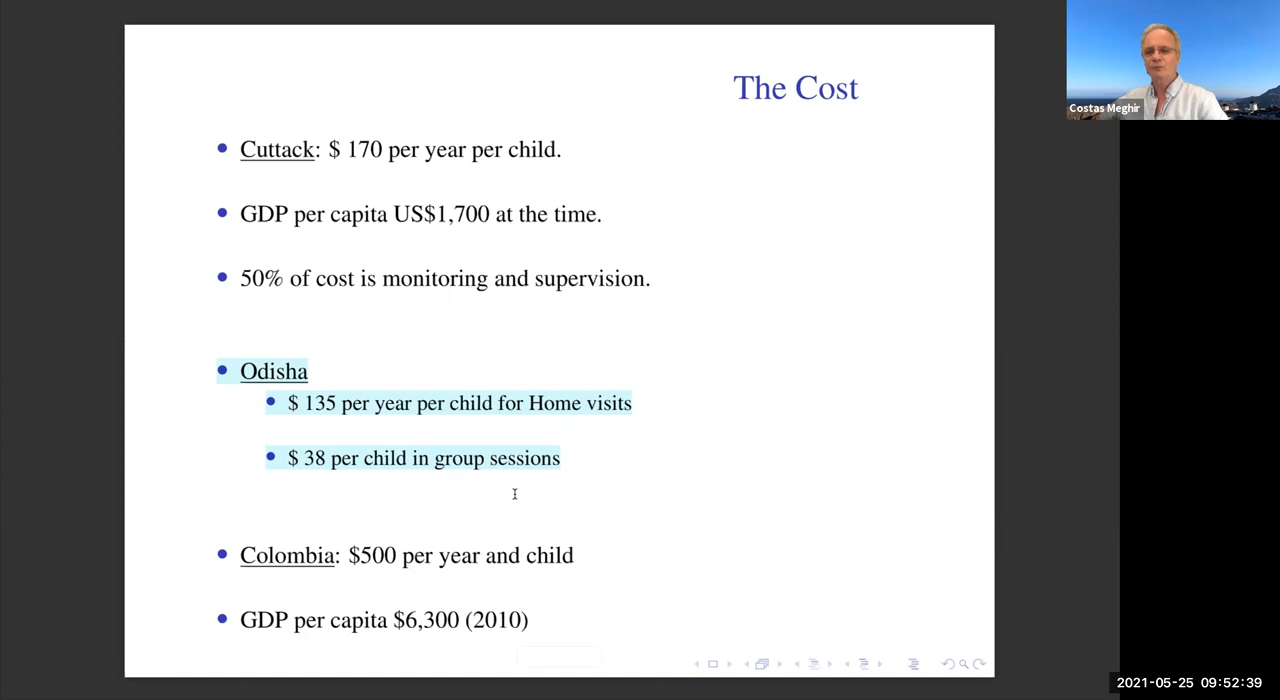 The Cost
Costas Meghir
• Cuttack: $ 170 per year per child.
• GDP per capita US$1,700 at the time.
• 50% of cost is monitoring and supervision.
• Odisha
• $ 135 per year per child for Home visits
• $ 38 per child in group sessions
• Colombia: $500 per year and child
• GDP per capita $6,300 (2010)
2021-05-25 09:52:39